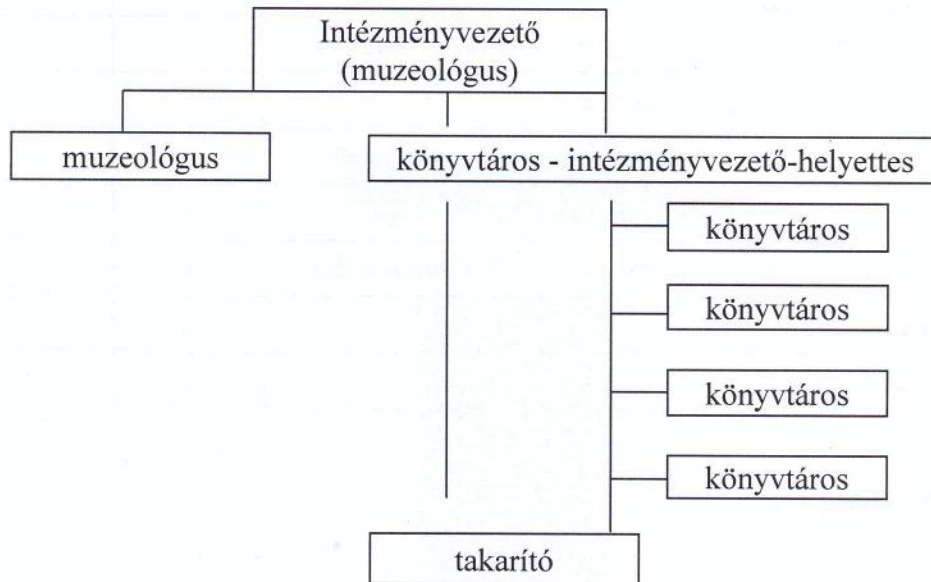 Intézményvezető
(muzeológus)
muzeológus
könyvtáros - intézményvezető-helyettes
könyvtáros
könyvtáros
könyvtáros
könyvtáros
takarító